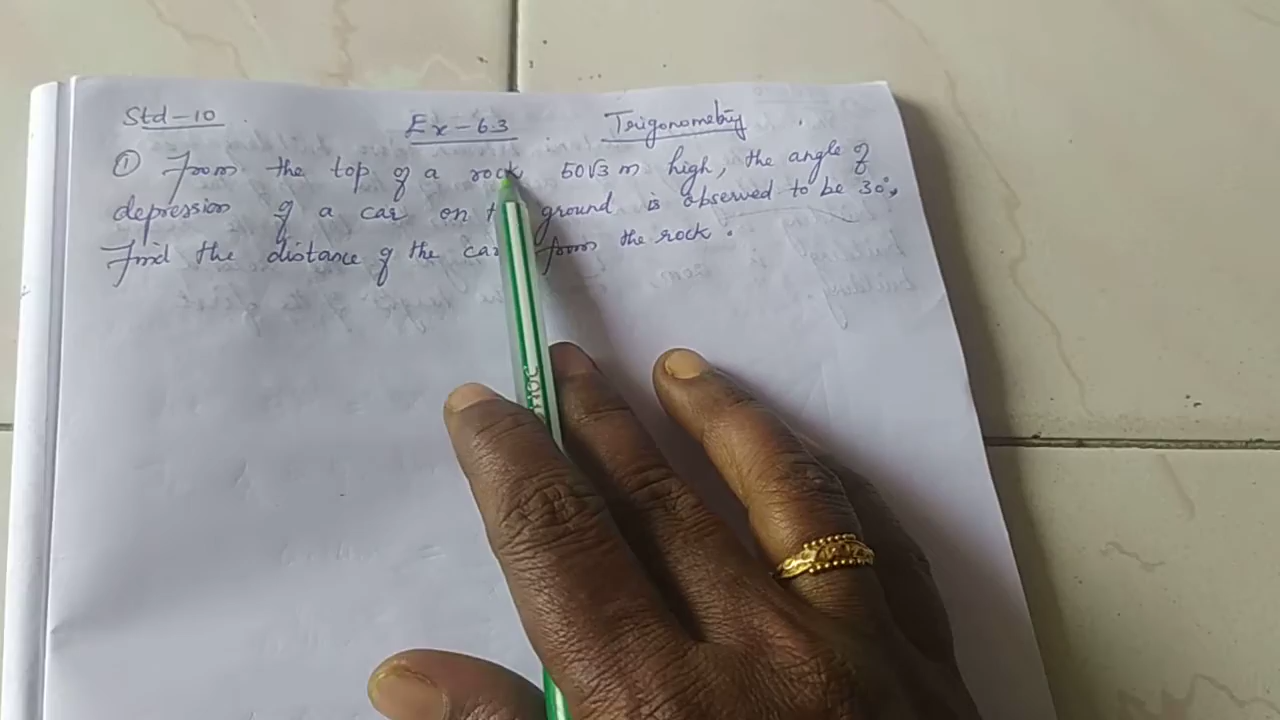 Std-10 Ex-6.3 Trigonometry
① From the top of a rock 50√3 m high, the angle of
depression of a car on ground is observed to be 30°,
Find the distance of the car from the rock.